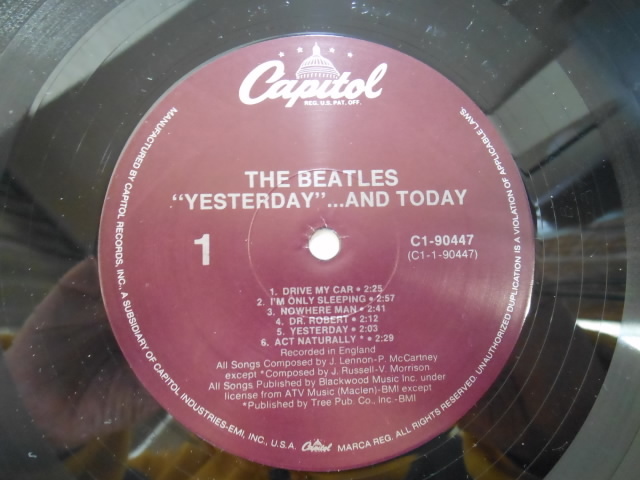 Capitol
REG. U.S. PAT. OFF.
THE BEATLES
"YESTERDAY"...AND TODAY
1
C1-90447
(C1-1-90447)
1. DRIVE MY CAR • 2:25
2. I'M ONLY SLEEPING • 2:57
3. NOWHERE MAN • 2:41
4. DR. ROBERT • 2:12
5. YESTERDAY • 2:03
6. ACT NATURALLY * • 2:29
Recorded in England
All Songs Composed by J. Lennon-P. McCartney
except *Composed by J. Russell-V. Morrison
All Songs Published by Blackwood Music Inc. under
license from ATV Music (Maclen)-BMI except
*Published by Tree Pub. Co., Inc.-BMI
MANUFACTURED BY CAPITOL RECORDS, INC., A SUBSIDIARY OF CAPITOL INDUSTRIES-EMI, INC., U.S.A. Capitol MARCA REG. ALL RIGHTS RESERVED. UNAUTHORIZED DUPLICATION IS A VIOLATION OF APPLICABLE LAWS.